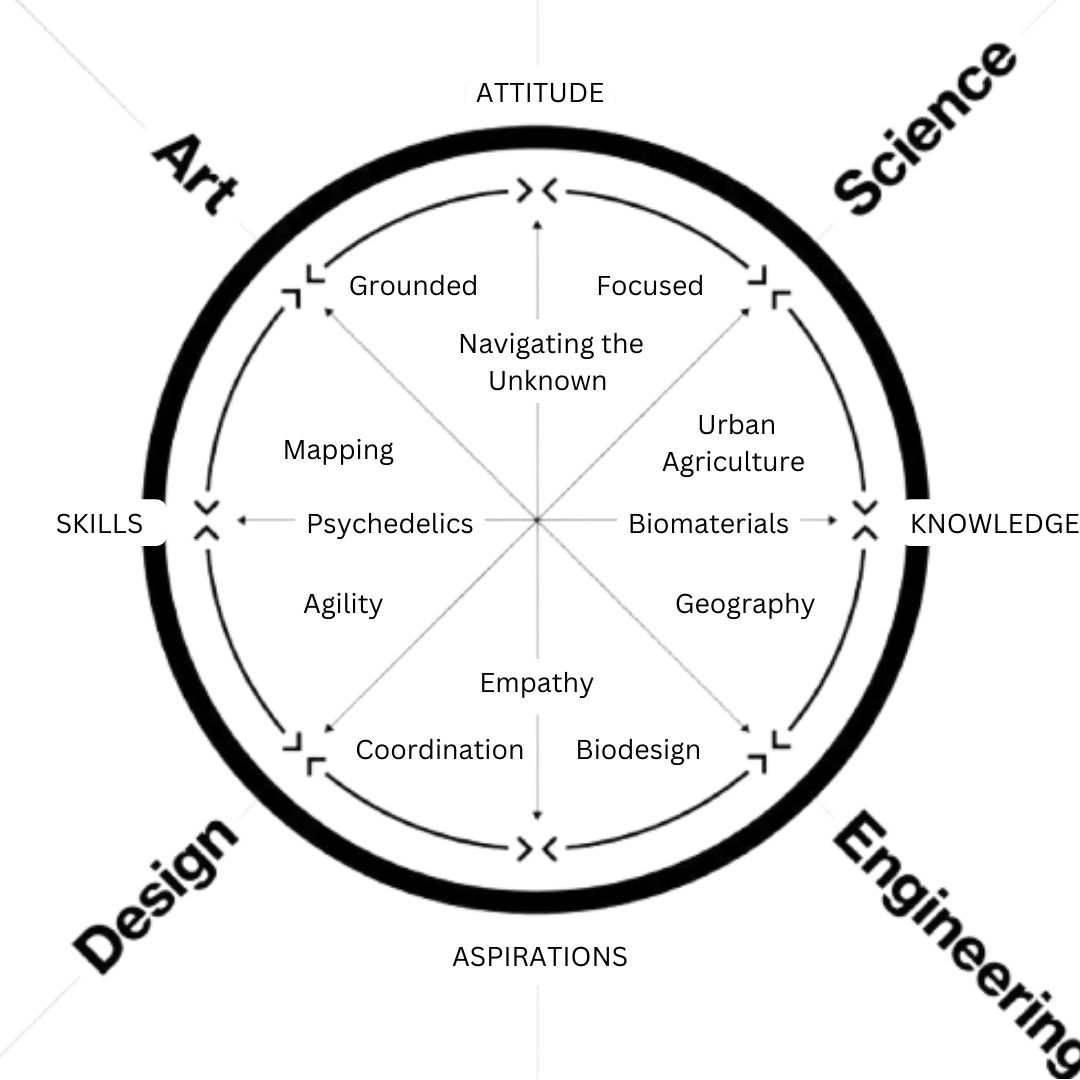 ATTITUDE
Art
Science
Grounded
Focused
Navigating the
Unknown
Mapping
Urban
Agriculture
SKILLS
Psychedelics
Biomaterials
KNOWLEDGE
Agility
Geography
Empathy
Coordination
Biodesign
Design
Engineering
ASPIRATIONS